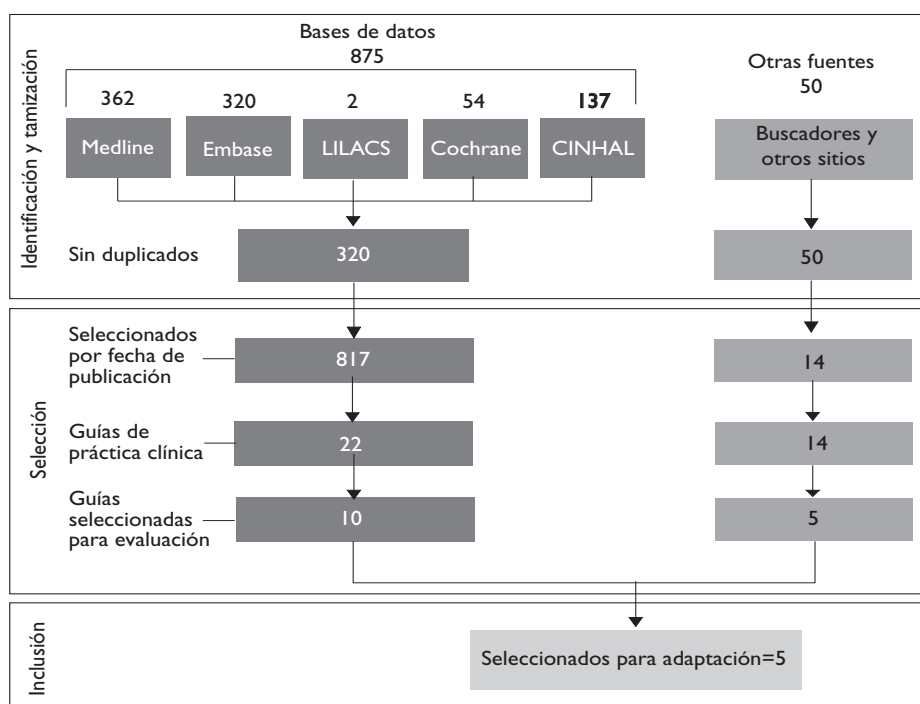 Identificación y tamización
Bases de datos
875
362
320
2
54
137
Medline
Embase
LILACS
Cochrane
CINHAL
Otras fuentes
50
Buscadores y
otros sitios
Sin duplicados
320
50
Selección
Seleccionados
por fecha de
publicación
817
14
Guías de
práctica clínica
22
14
Guías
seleccionadas
para evaluación
10
5
Inclusión
Seleccionados para adaptación=5